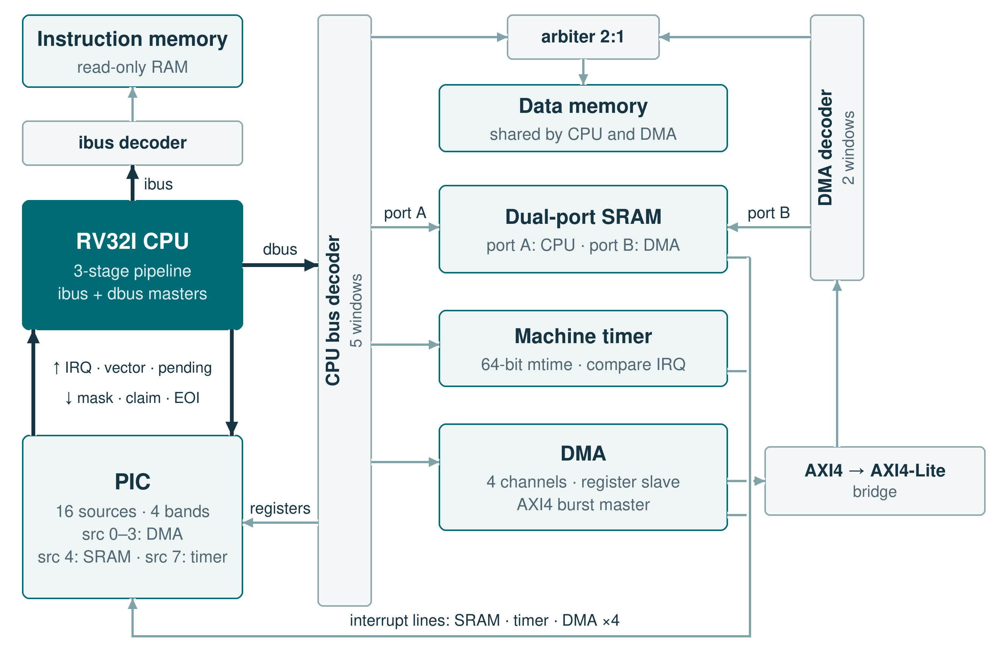 Instruction memory
read-only RAM
ibus decoder
ibus
RV32I CPU
3-stage pipeline
ibus + dbus masters
dbus
↑ IRQ · vector · pending
↓ mask · claim · EOI
PIC
16 sources · 4 bands
src 0–3: DMA
src 4: SRAM · src 7: timer
registers
CPU bus decoder
5 windows
arbiter 2:1
Data memory
shared by CPU and DMA
port A
Dual-port SRAM
port A: CPU · port B: DMA
port B
Machine timer
64-bit mtime · compare IRQ
DMA
4 channels · register slave
AXI4 burst master
DMA decoder
2 windows
AXI4 → AXI4-Lite
bridge
interrupt lines: SRAM · timer · DMA ×4